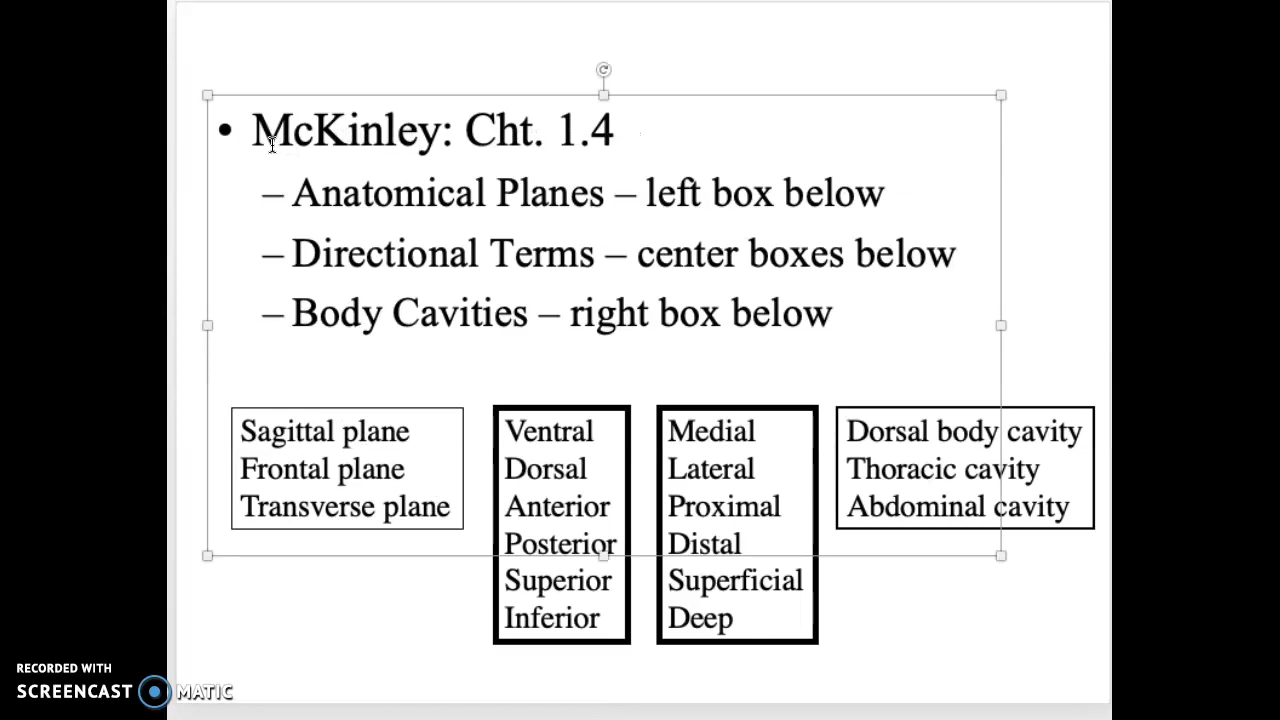 • McKinley: Cht. 1.4
– Anatomical Planes – left box below
– Directional Terms – center boxes below
– Body Cavities – right box below
Sagittal plane
Frontal plane
Transverse plane
Ventral
Dorsal
Anterior
Posterior
Superior
Inferior
Medial
Lateral
Proximal
Distal
Superficial
Deep
Dorsal body cavity
Thoracic cavity
Abdominal cavity
RECORDED WITH
SCREENCAST MATIC